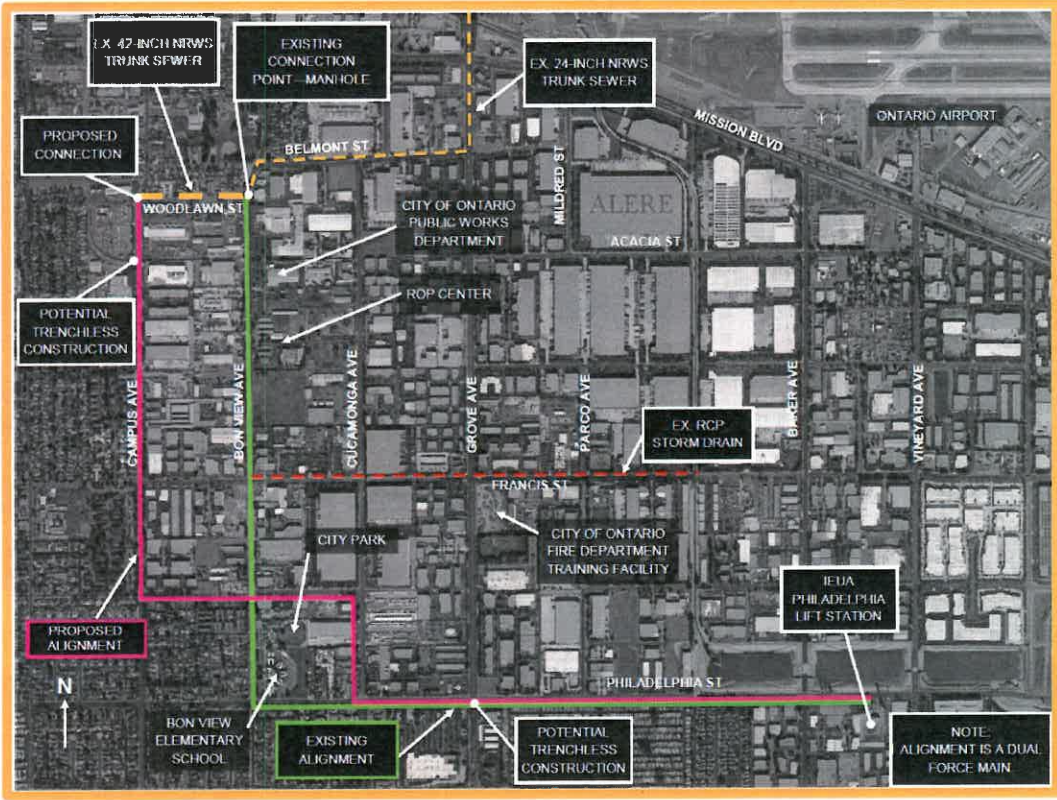 EX. 42-INCH NRWS
TRUNK SEWER
EXISTING
CONNECTION
POINT—MANHOLE
EX. 24-INCH NRWS
TRUNK SEWER
MISSION BLVD
ONTARIO AIRPORT
PROPOSED
CONNECTION
BELMONT ST
MILDRED ST
WOODLAWN ST
CITY OF ONTARIO
PUBLIC WORKS
DEPARTMENT
ALERE
ACACIA ST
ROP CENTER
POTENTIAL
TRENCHLESS
CONSTRUCTION
CAMPUS AVE
BON VIEW AVE
CUCAMONGA AVE
GROVE AVE
PARCO AVE
BAKER AVE
VINEYARD AVE
EX. RCP
STORM DRAIN
FRANCIS ST
CITY PARK
CITY OF ONTARIO
FIRE DEPARTMENT
TRAINING FACILITY
IEUA
PHILADELPHIA
LIFT STATION
PROPOSED
ALIGNMENT
N
PHILADELPHIA ST
BON VIEW
ELEMENTARY
SCHOOL
EXISTING
ALIGNMENT
POTENTIAL
TRENCHLESS
CONSTRUCTION
NOTE:
ALIGNMENT IS A DUAL
FORCE MAIN